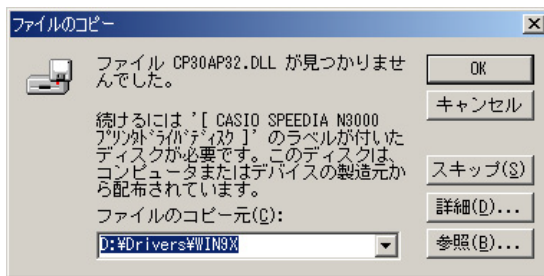 ファイルのコピー
ファイル CP30AP32.DLL が見つかりませ
んでした。
続けるには '[ CASIO SPEEDIA N3000
ﾌﾟﾘﾝﾀﾄﾞﾗｲﾊﾞﾃﾞｨｽｸ ]' のラベルが付いた
ディスクが必要です。このディスクは、
コンピュータまたはデバイスの製造元か
ら配布されています。
ファイルのコピー元(C):
D:¥Drivers¥WIN9X
OK
キャンセル
スキップ(S)
詳細(D)...
参照(B)...